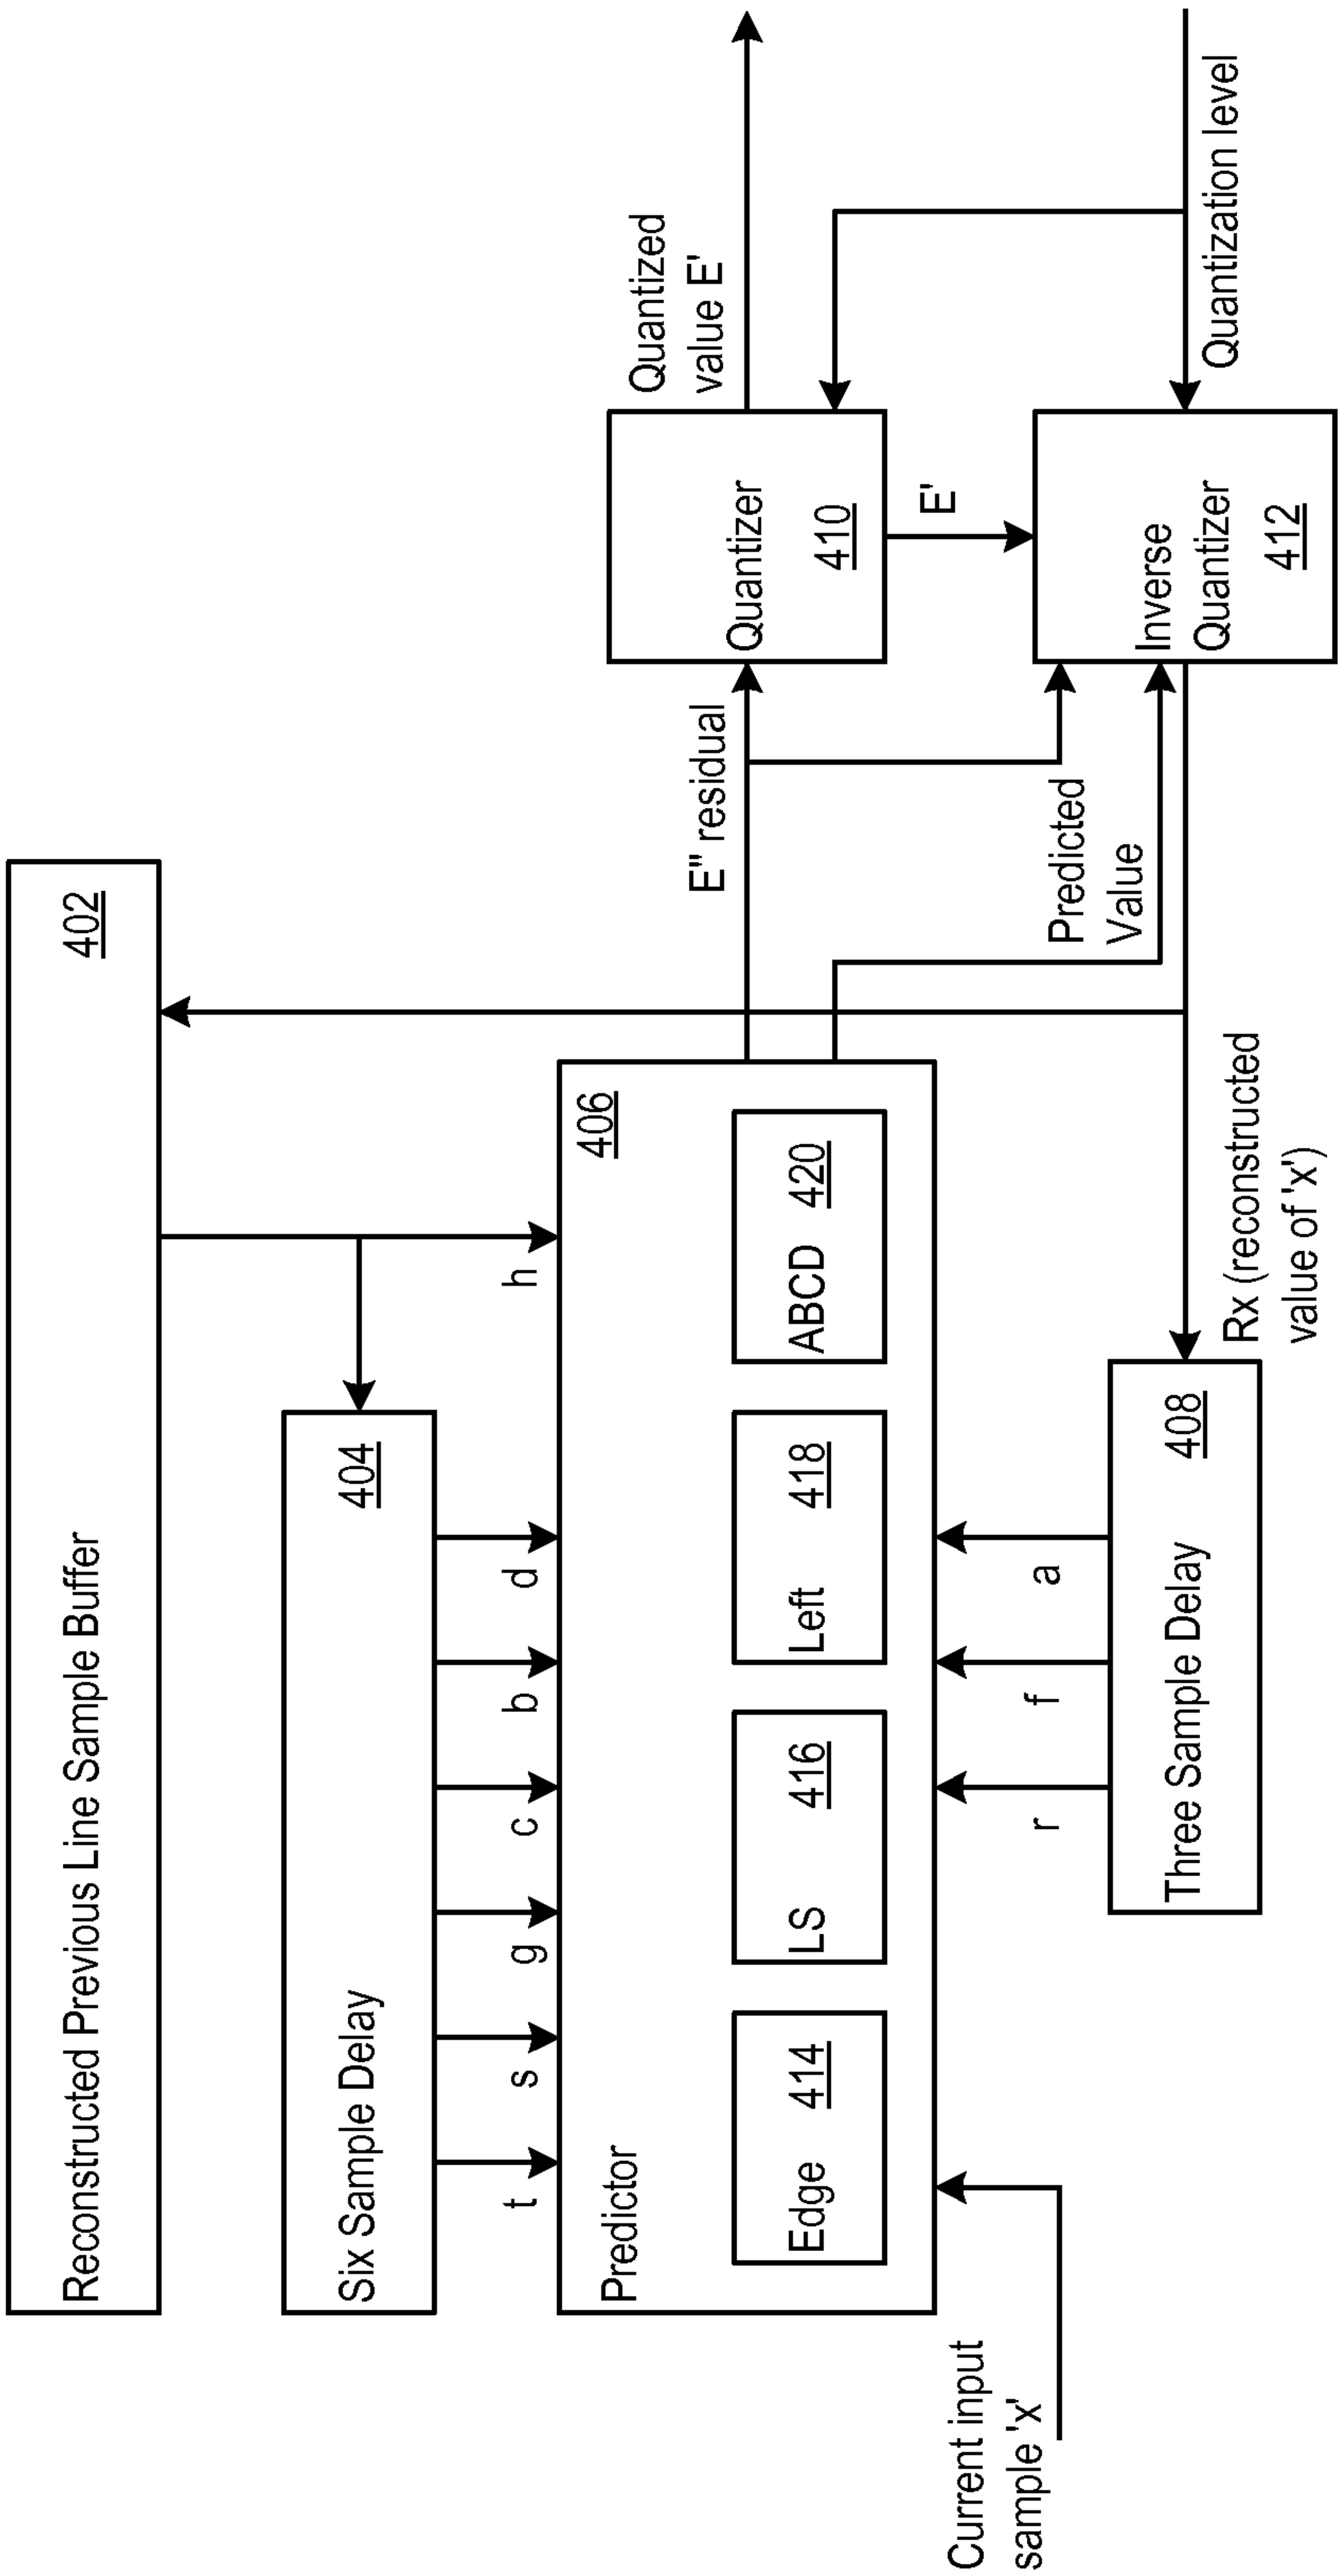 Reconstructed Previous Line Sample Buffer
402
Six Sample Delay
404
t
s
g
c
b
d
h
Predictor
406
Edge
414
LS
416
Left
418
ABCD
420
E" residual
Predicted
Value
Quantizer
410
Quantized
value E'
E'
Inverse
Quantizer
412
Quantization level
Current input
sample 'x'
r
f
a
Three Sample Delay
408
Rx (reconstructed
value of 'x')